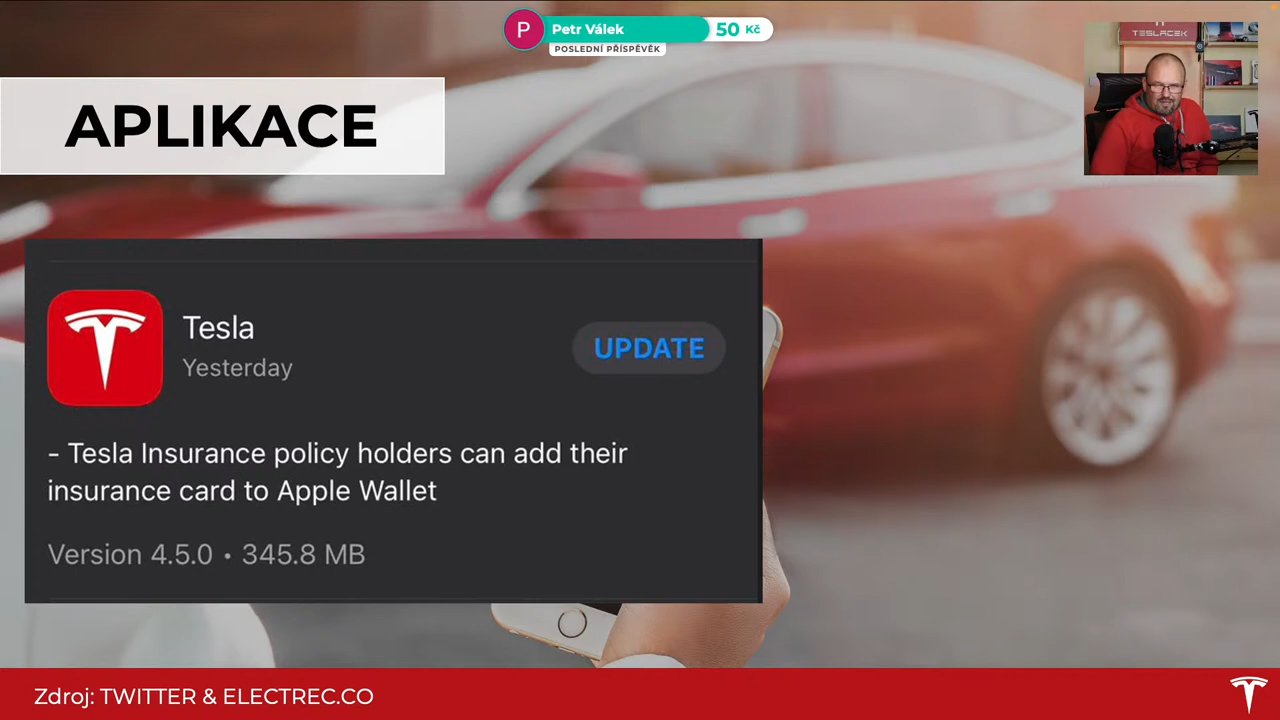 P
Petr Válek
50 Kč
POSLEDNÍ PŘÍSPĚVEK
TESLACEK
APLIKACE
Tesla
Yesterday
UPDATE
- Tesla Insurance policy holders can add their
insurance card to Apple Wallet
Version 4.5.0 • 345.8 MB
Zdroj: TWITTER & ELECTREC.CO